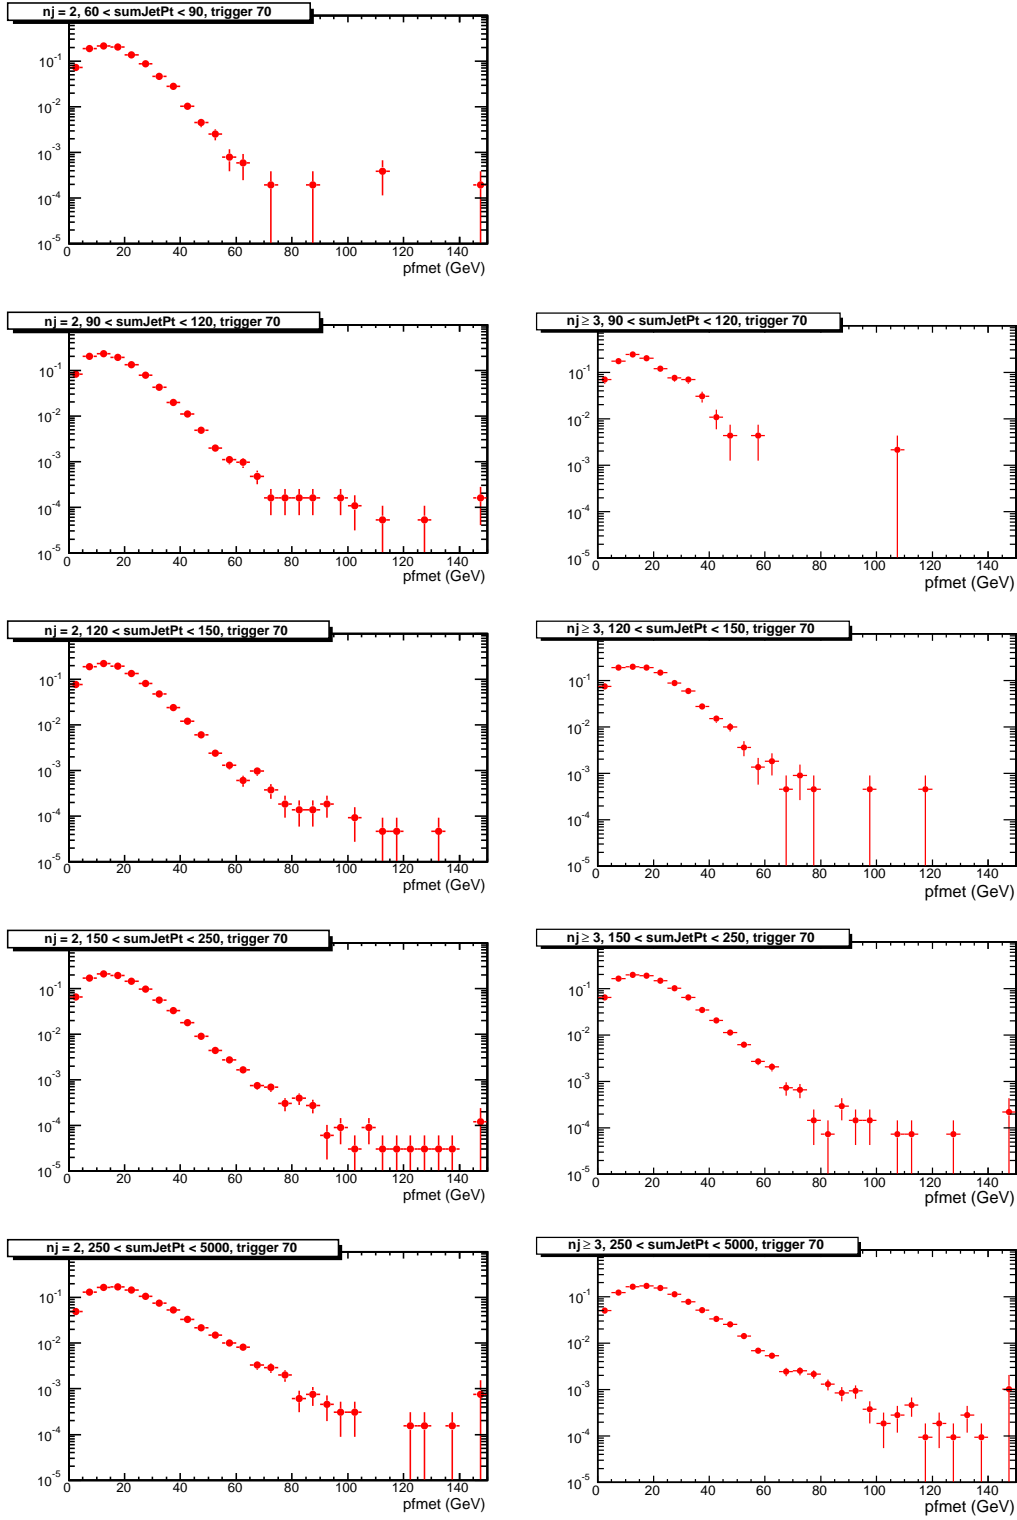 nj = 2, 60 < sumJetPt < 90, trigger 70
10^-1
10^-2
10^-3
10^-4
10^-5
0 20 40 60 80 100 120 140
pfmet (GeV)
nj = 2, 90 < sumJetPt < 120, trigger 70
10^-1
10^-2
10^-3
10^-4
10^-5
0 20 40 60 80 100 120 140
pfmet (GeV)
nj ≥ 3, 90 < sumJetPt < 120, trigger 70
10^-1
10^-2
10^-3
10^-4
10^-5
0 20 40 60 80 100 120 140
pfmet (GeV)
nj = 2, 120 < sumJetPt < 150, trigger 70
10^-1
10^-2
10^-3
10^-4
10^-5
0 20 40 60 80 100 120 140
pfmet (GeV)
nj ≥ 3, 120 < sumJetPt < 150, trigger 70
10^-1
10^-2
10^-3
10^-4
10^-5
0 20 40 60 80 100 120 140
pfmet (GeV)
nj = 2, 150 < sumJetPt < 250, trigger 70
10^-1
10^-2
10^-3
10^-4
10^-5
0 20 40 60 80 100 120 140
pfmet (GeV)
nj ≥ 3, 150 < sumJetPt < 250, trigger 70
10^-1
10^-2
10^-3
10^-4
10^-5
0 20 40 60 80 100 120 140
pfmet (GeV)
nj = 2, 250 < sumJetPt < 5000, trigger 70
10^-1
10^-2
10^-3
10^-4
10^-5
0 20 40 60 80 100 120 140
pfmet (GeV)
nj ≥ 3, 250 < sumJetPt < 5000, trigger 70
10^-1
10^-2
10^-3
10^-4
10^-5
0 20 40 60 80 100 120 140
pfmet (GeV)